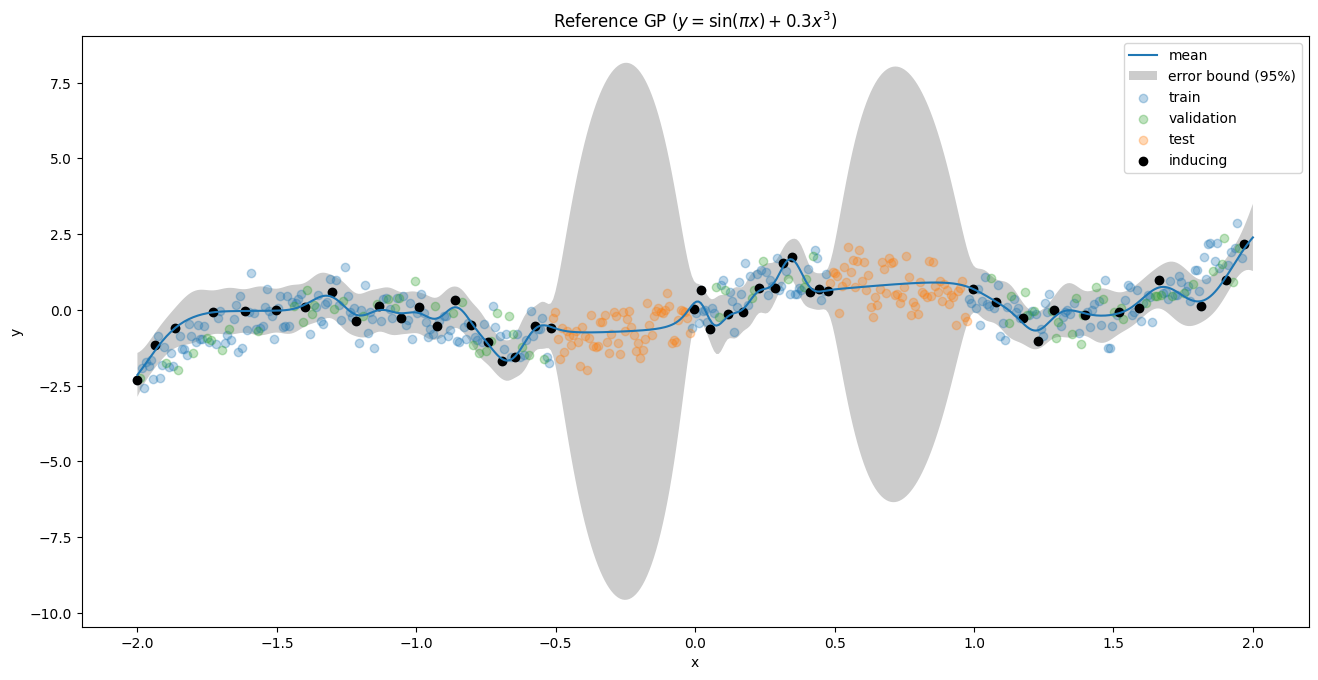 Reference GP (y = sin(πx) + 0.3x³)
mean
error bound (95%)
train
validation
test
inducing
7.5
5.0
2.5
0.0
−2.5
−5.0
−7.5
−10.0
y
−2.0 −1.5 −1.0 −0.5 0.0 0.5 1.0 1.5 2.0
x